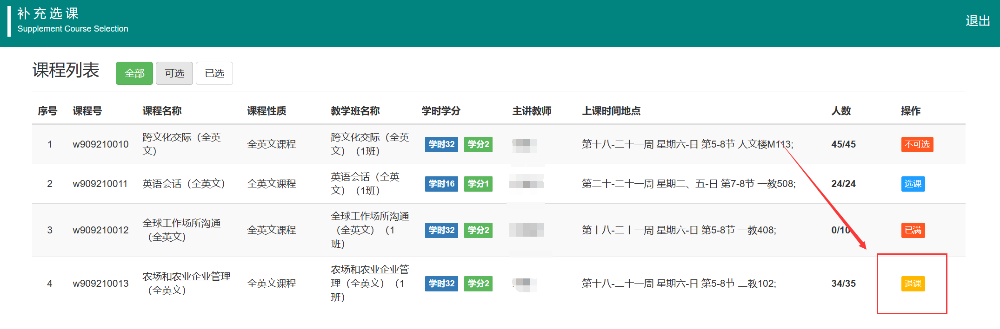 补充选课
Supplement Course Selection
退出
课程列表 全部 可选 已选
序号 课程号 课程名称 课程性质 教学班名称 学时学分 主讲教师 上课时间地点 人数 操作
1 w909210010 跨文化交际（全英
文） 全英文课程 跨文化交际（全英
文）（1班） 学时32 学分2 第十八-二十一周 星期六-日 第5-8节 人文楼M113; 45/45 不可选
2 w909210011 英语会话（全英文） 全英文课程 英语会话（全英
文）（1班） 学时16 学分1 第二十-二十一周 星期二、五-日 第7-8节 一教508; 24/24 选课
3 w909210012 全球工作场所沟通
（全英文） 全英文课程 全球工作场所沟通
（全英文）（1
班） 学时32 学分2 第十八-二十一周 星期六-日 第5-8节 一教408; 0/10 已满
4 w909210013 农场和农业企业管理
（全英文） 全英文课程 农场和农业企业管
理（全英文）（1
班） 学时32 学分2 第十八-二十一周 星期六-日 第5-8节 二教102; 34/35 退课